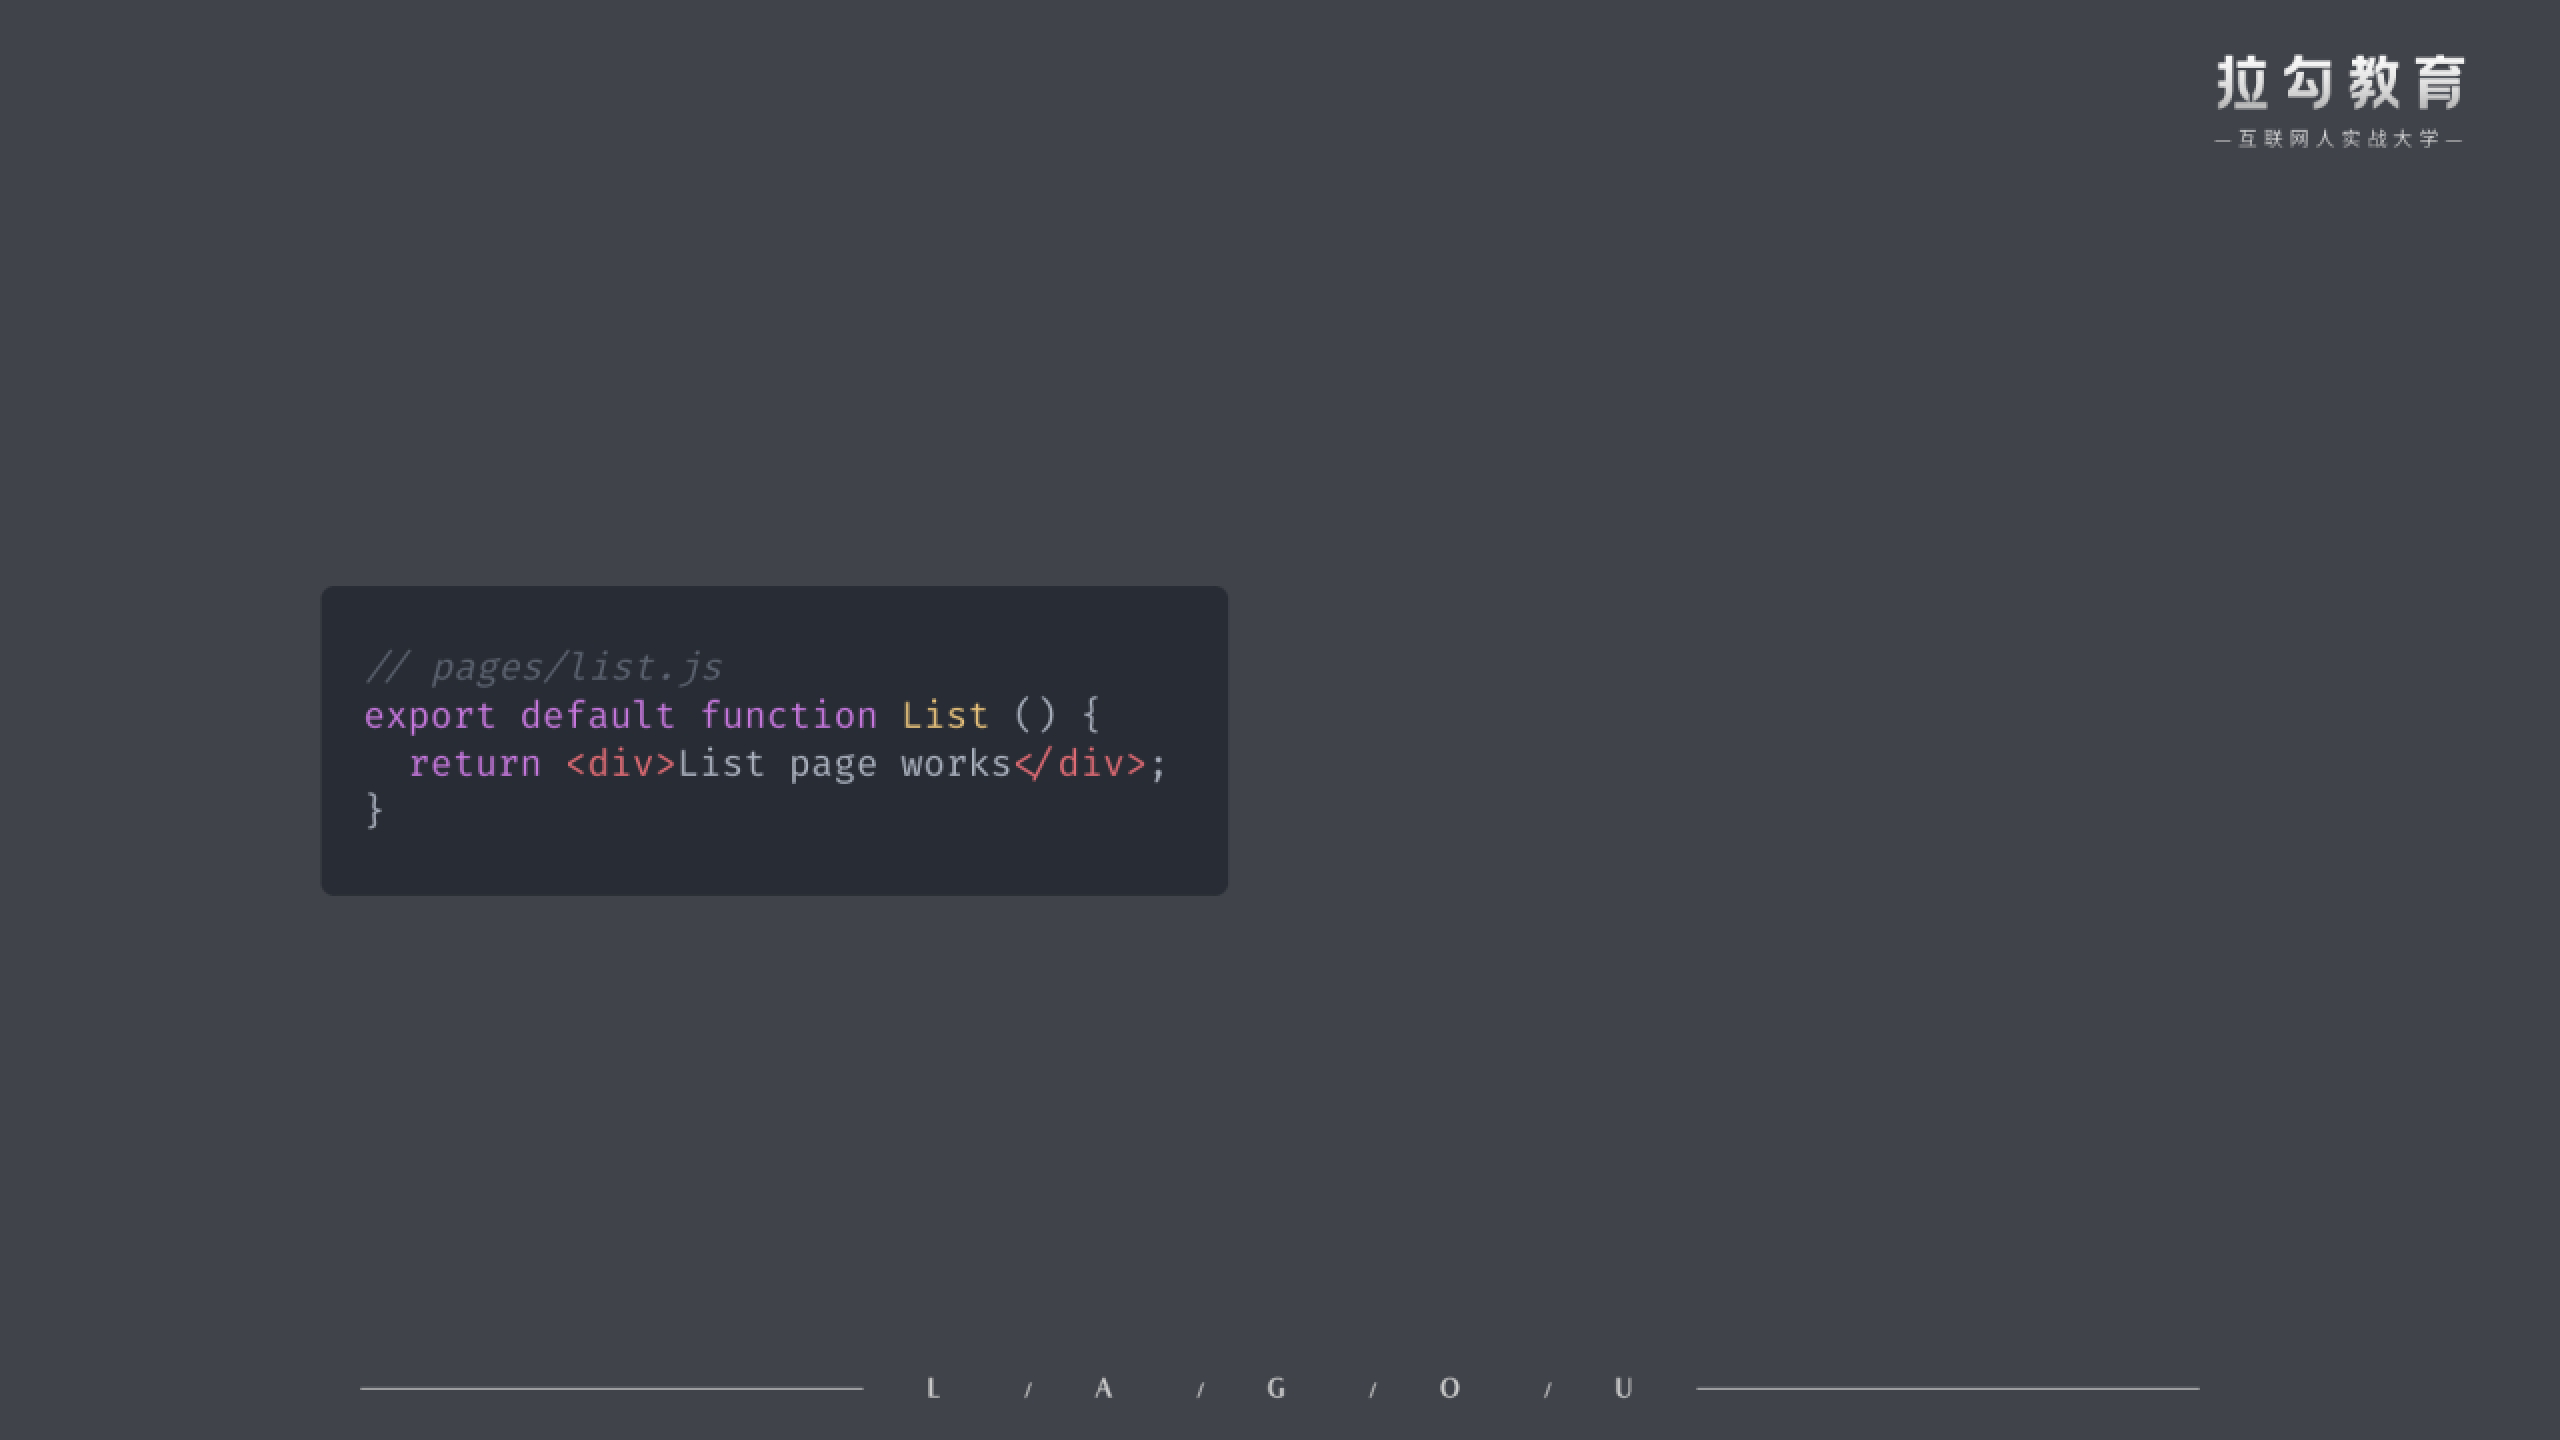 拉勾教育
—互联网人实战大学—
// pages/list.js
export default function List () {
  return <div>List page works</div>;
}
L / A / G / O / U